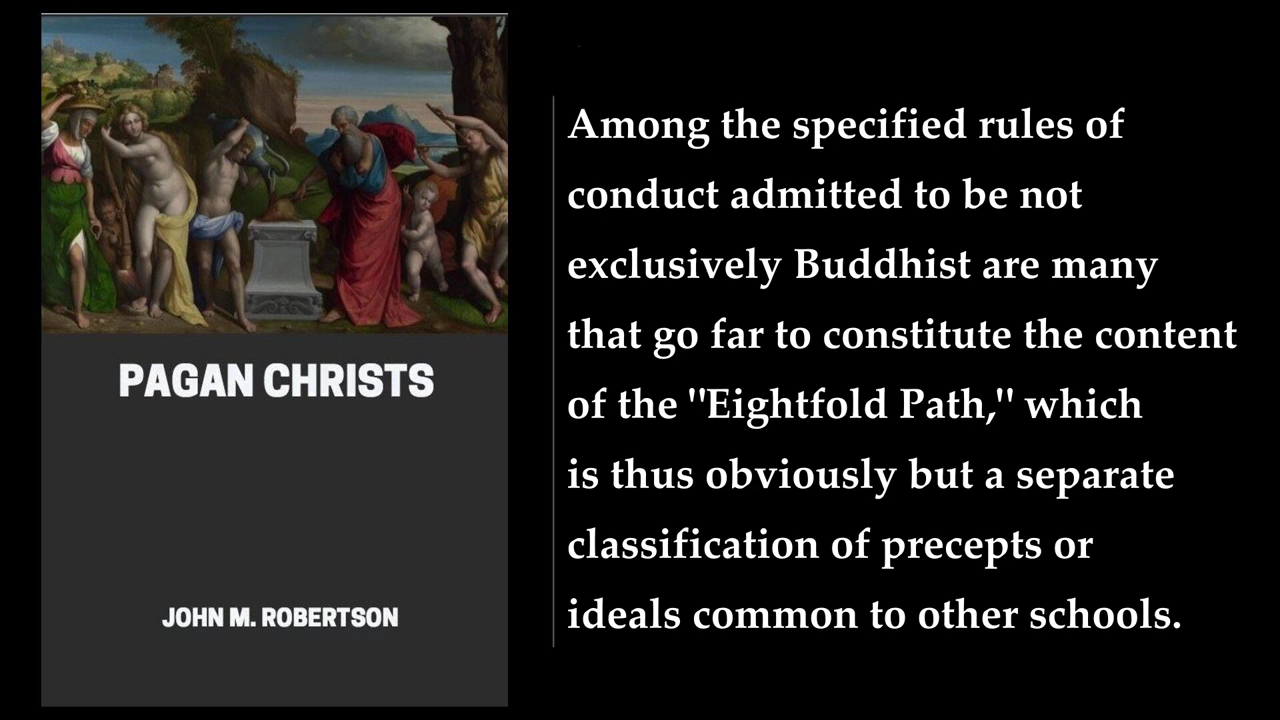 PAGAN CHRISTS
JOHN M. ROBERTSON
Among the specified rules of
conduct admitted to be not
exclusively Buddhist are many
that go far to constitute the content
of the "Eightfold Path," which
is thus obviously but a separate
classification of precepts or
ideals common to other schools.